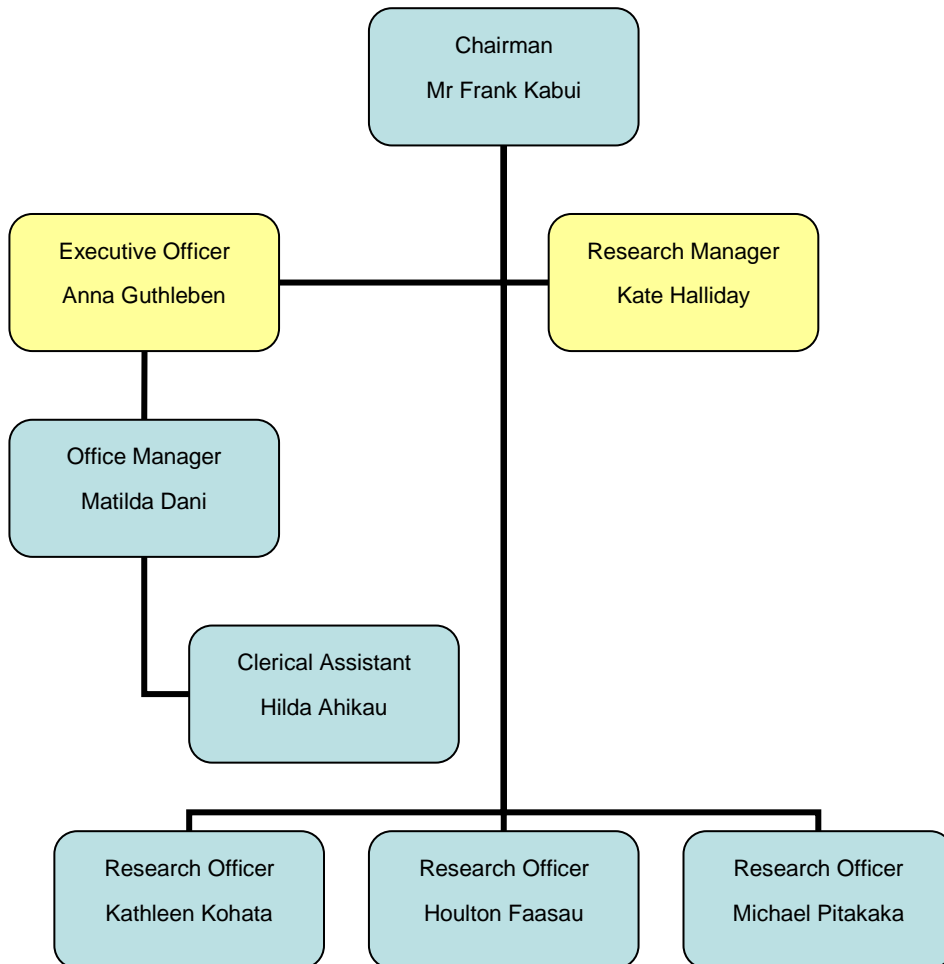 Chairman
Mr Frank Kabui
Executive Officer
Anna Guthleben
Research Manager
Kate Halliday
Office Manager
Matilda Dani
Clerical Assistant
Hilda Ahikau
Research Officer
Kathleen Kohata
Research Officer
Houlton Faasau
Research Officer
Michael Pitakaka